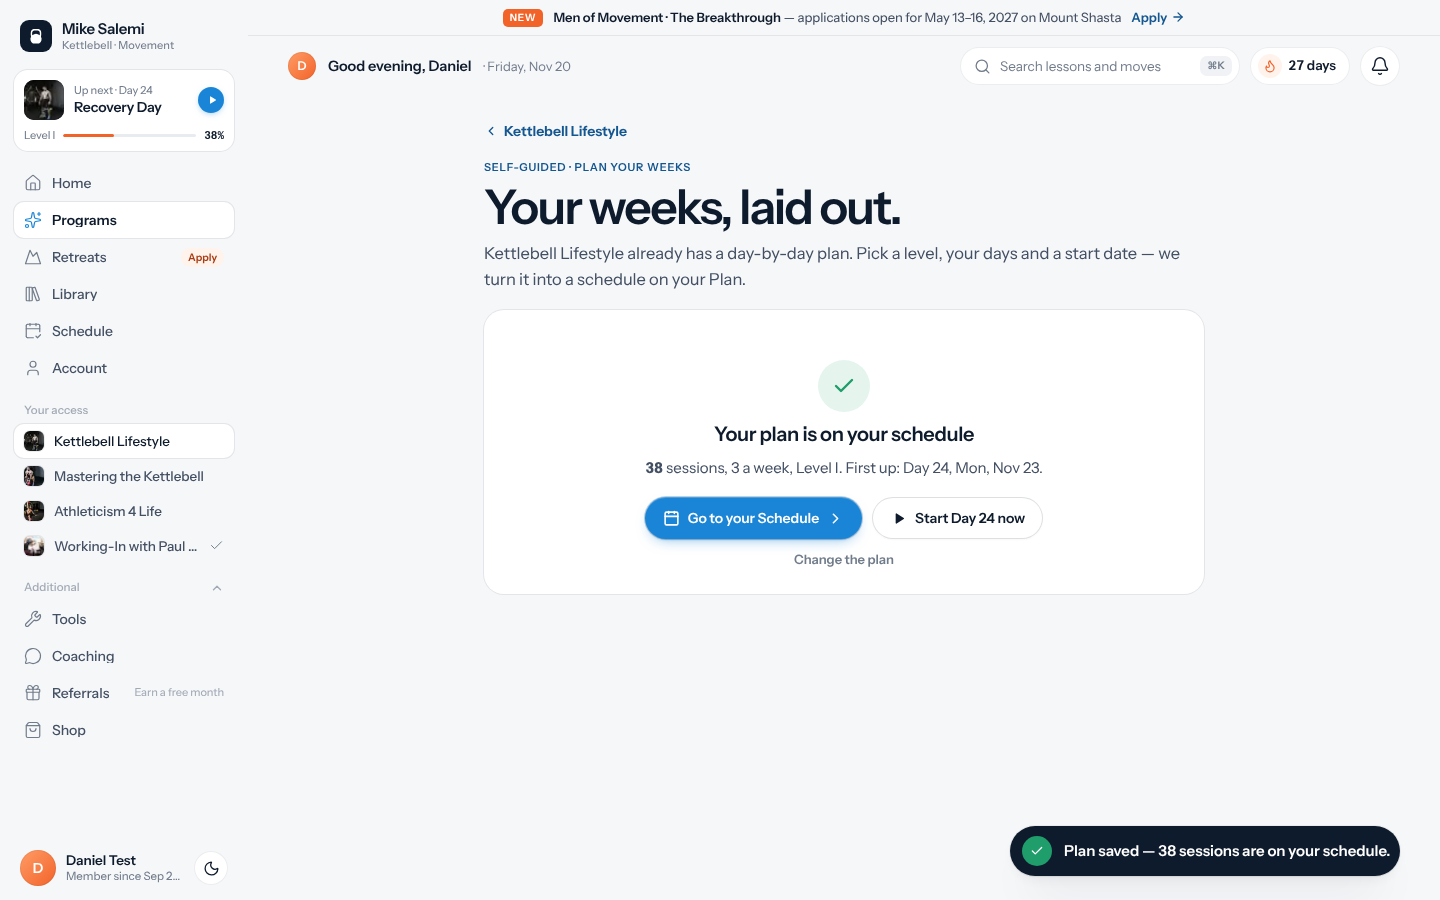 Mike Salemi
Kettlebell · Movement
Up next · Day 24
Recovery Day
Level I
38%
Home
Programs
Retreats
Apply
Library
Schedule
Account
Your access
Kettlebell Lifestyle
Mastering the Kettlebell
Athleticism 4 Life
Working-In with Paul ...
Additional
Tools
Coaching
Referrals
Earn a free month
Shop
D
Daniel Test
Member since Sep 2...
NEW
Men of Movement · The Breakthrough — applications open for May 13–16, 2027 on Mount Shasta
Apply →
D
Good evening, Daniel
· Friday, Nov 20
Search lessons and moves
⌘K
27 days
Kettlebell Lifestyle
SELF-GUIDED · PLAN YOUR WEEKS
Your weeks, laid out.
Kettlebell Lifestyle already has a day-by-day plan. Pick a level, your days and a start date — we
turn it into a schedule on your Plan.
Your plan is on your schedule
38 sessions, 3 a week, Level I. First up: Day 24, Mon, Nov 23.
Go to your Schedule
Start Day 24 now
Change the plan
Plan saved — 38 sessions are on your schedule.